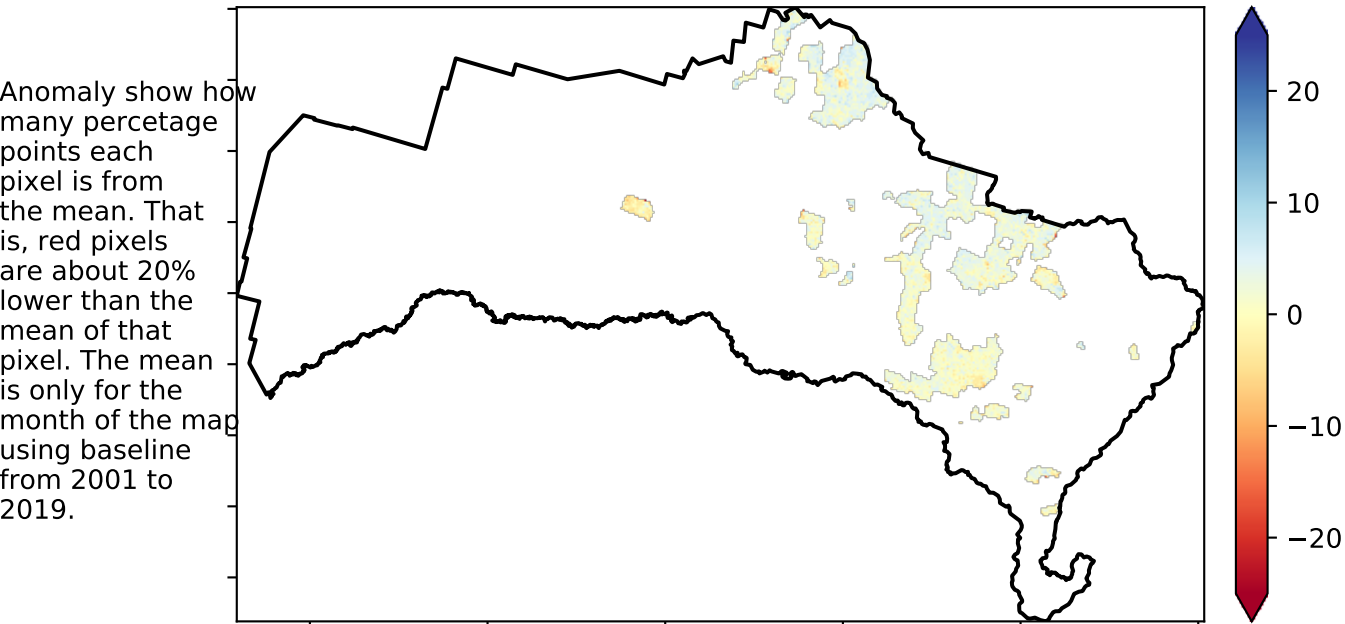 Anomaly show how
many percetage
points each
pixel is from
the mean. That
is, red pixels
are about 20%
lower than the
mean of that
pixel. The mean
is only for the
month of the map
using baseline
from 2001 to
2019.
20
10
0
−10
−20